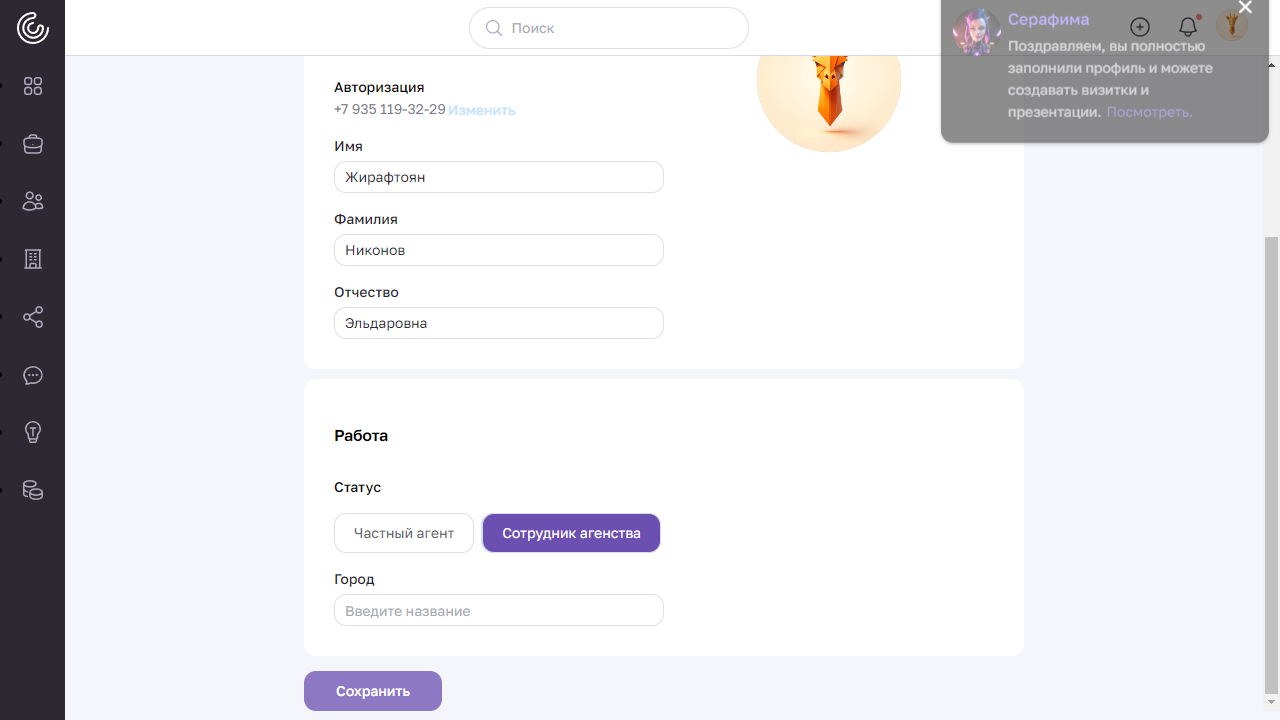 Поиск
Серафима
Поздравляем, вы полностью
заполнили профиль и можете
создавать визитки и
презентации. Посмотреть.
Авторизация
+7 935 119-32-29 Изменить
Имя
Жирафтоян
Фамилия
Никонов
Отчество
Эльдаровна
Работа
Статус
Частный агент
Сотрудник агенства
Город
Введите название
Сохранить